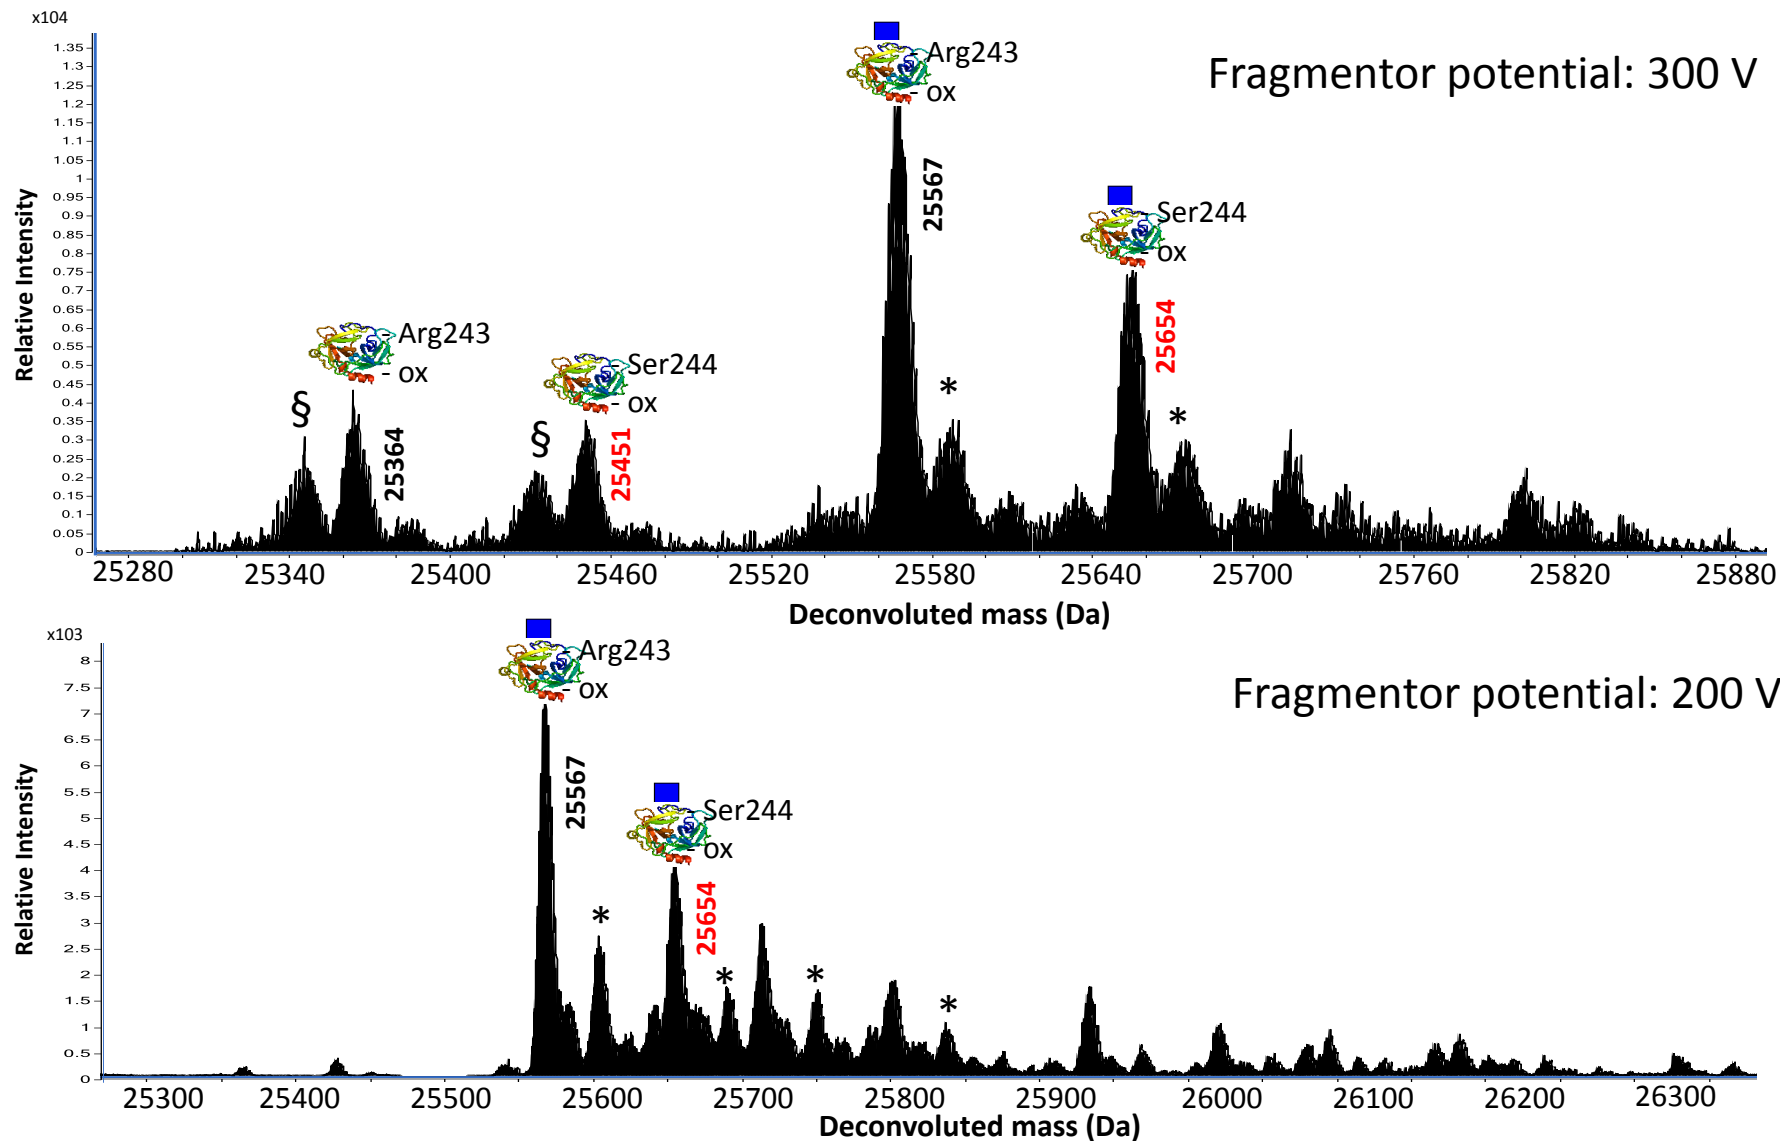 x104
Fragmentor potential: 300 V
Relative Intensity
1.35
1.3
1.25
1.2
1.15
1.1
1.05
1
0.95
0.9
0.85
0.8
0.75
0.7
0.65
0.6
0.55
0.5
0.45
0.4
0.35
0.3
0.25
0.2
0.15
0.1
0.05
0
§
- Arg243
- ox
25364
§
- Ser244
- ox
25451
- Arg243
- ox
25567
*
- Ser244
- ox
25654
*
25280 25340 25400 25460 25520 25580 25640 25700 25760 25820 25880
Deconvoluted mass (Da)
x103
Fragmentor potential: 200 V
Relative Intensity
8
7.5
7
6.5
6
5.5
5
4.5
4
3.5
3
2.5
2
1.5
1
0.5
0
- Arg243
- ox
25567
*
- Ser244
- ox
25654
*
*
*
25300 25400 25500 25600 25700 25800 25900 26000 26100 26200 26300
Deconvoluted mass (Da)